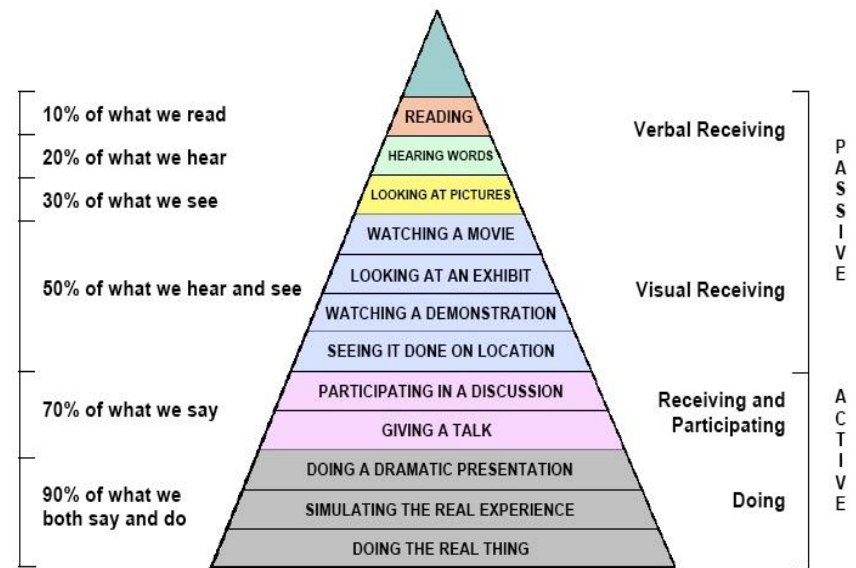 10% of what we read
20% of what we hear
30% of what we see
50% of what we hear and see
70% of what we say
90% of what we
both say and do
READING
HEARING WORDS
LOOKING AT PICTURES
WATCHING A MOVIE
LOOKING AT AN EXHIBIT
WATCHING A DEMONSTRATION
SEEING IT DONE ON LOCATION
PARTICIPATING IN A DISCUSSION
GIVING A TALK
DOING A DRAMATIC PRESENTATION
SIMULATING THE REAL EXPERIENCE
DOING THE REAL THING
Verbal Receiving
Visual Receiving
Receiving and
Participating
Doing
PASSIVE
ACTIVE